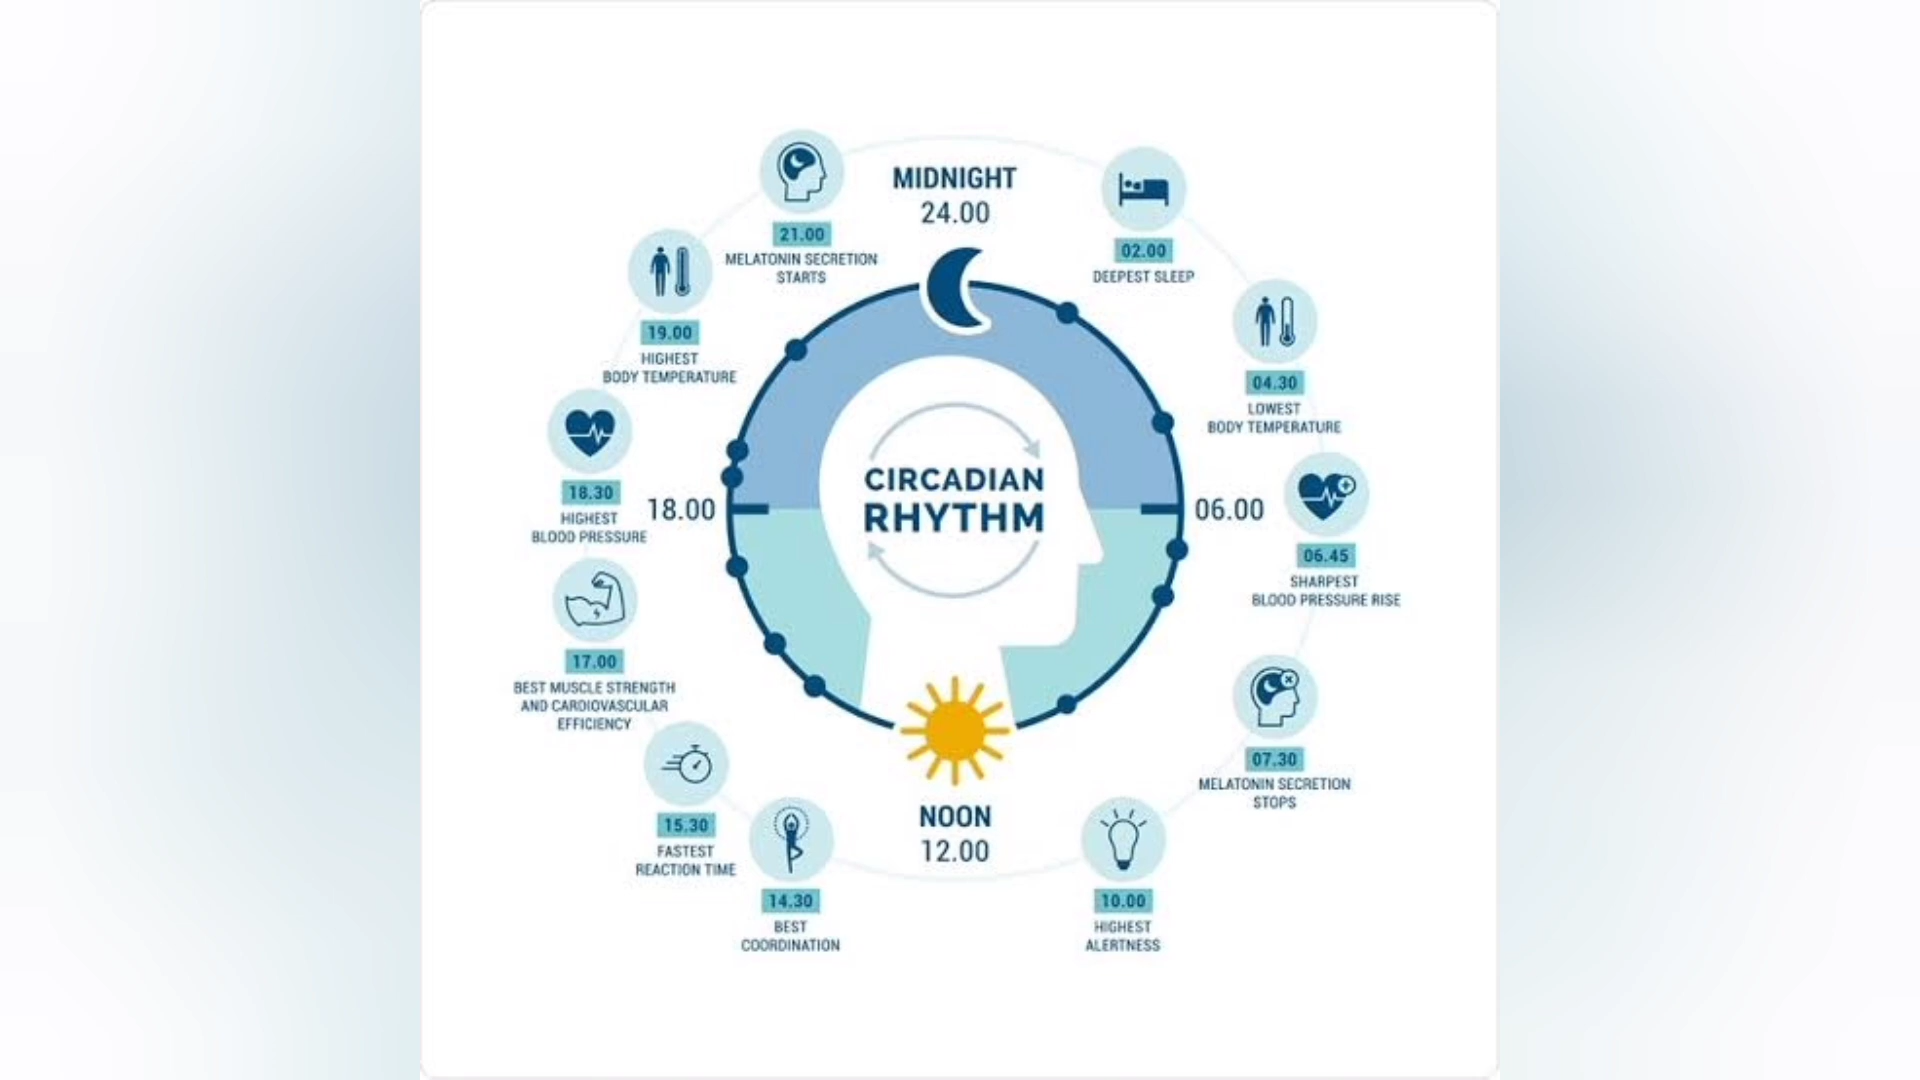 MIDNIGHT
24.00
02.00
DEEPEST SLEEP
04.30
LOWEST
BODY TEMPERATURE
06.00
06.45
SHARPEST
BLOOD PRESSURE RISE
07.30
MELATONIN SECRETION
STOPS
10.00
HIGHEST
ALERTNESS
NOON
12.00
14.30
BEST
COORDINATION
15.30
FASTEST
REACTION TIME
17.00
BEST MUSCLE STRENGTH
AND CARDIOVASCULAR
EFFICIENCY
18.00
18.30
HIGHEST
BLOOD PRESSURE
19.00
HIGHEST
BODY TEMPERATURE
21.00
MELATONIN SECRETION
STARTS
CIRCADIAN
RHYTHM